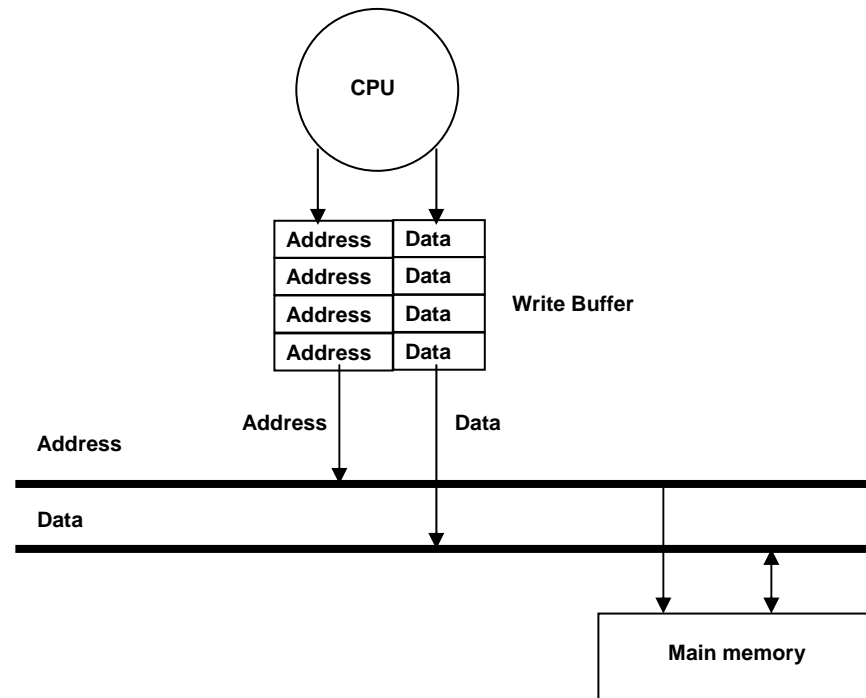 CPU
Address Data
Address Data
Address Data
Write Buffer
Address Data
Address Data
Address
Data
Main memory